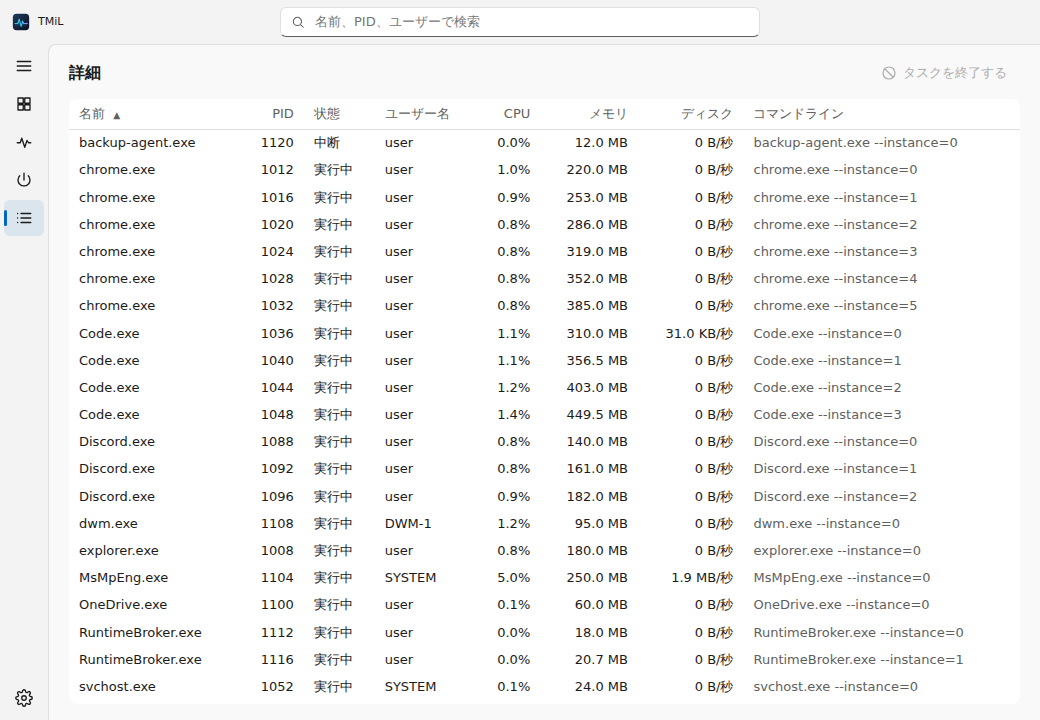 TMiL
名前、PID、ユーザーで検索
詳細
タスクを終了する
名前 ▲ PID 状態 ユーザー名 CPU メモリ ディスク コマンドライン
backup-agent.exe 1120 中断 user 0.0% 12.0 MB 0 B/秒 backup-agent.exe --instance=0
chrome.exe 1012 実行中 user 1.0% 220.0 MB 0 B/秒 chrome.exe --instance=0
chrome.exe 1016 実行中 user 0.9% 253.0 MB 0 B/秒 chrome.exe --instance=1
chrome.exe 1020 実行中 user 0.8% 286.0 MB 0 B/秒 chrome.exe --instance=2
chrome.exe 1024 実行中 user 0.8% 319.0 MB 0 B/秒 chrome.exe --instance=3
chrome.exe 1028 実行中 user 0.8% 352.0 MB 0 B/秒 chrome.exe --instance=4
chrome.exe 1032 実行中 user 0.8% 385.0 MB 0 B/秒 chrome.exe --instance=5
Code.exe 1036 実行中 user 1.1% 310.0 MB 31.0 KB/秒 Code.exe --instance=0
Code.exe 1040 実行中 user 1.1% 356.5 MB 0 B/秒 Code.exe --instance=1
Code.exe 1044 実行中 user 1.2% 403.0 MB 0 B/秒 Code.exe --instance=2
Code.exe 1048 実行中 user 1.4% 449.5 MB 0 B/秒 Code.exe --instance=3
Discord.exe 1088 実行中 user 0.8% 140.0 MB 0 B/秒 Discord.exe --instance=0
Discord.exe 1092 実行中 user 0.8% 161.0 MB 0 B/秒 Discord.exe --instance=1
Discord.exe 1096 実行中 user 0.9% 182.0 MB 0 B/秒 Discord.exe --instance=2
dwm.exe 1108 実行中 DWM-1 1.2% 95.0 MB 0 B/秒 dwm.exe --instance=0
explorer.exe 1008 実行中 user 0.8% 180.0 MB 0 B/秒 explorer.exe --instance=0
MsMpEng.exe 1104 実行中 SYSTEM 5.0% 250.0 MB 1.9 MB/秒 MsMpEng.exe --instance=0
OneDrive.exe 1100 実行中 user 0.1% 60.0 MB 0 B/秒 OneDrive.exe --instance=0
RuntimeBroker.exe 1112 実行中 user 0.0% 18.0 MB 0 B/秒 RuntimeBroker.exe --instance=0
RuntimeBroker.exe 1116 実行中 user 0.0% 20.7 MB 0 B/秒 RuntimeBroker.exe --instance=1
svchost.exe 1052 実行中 SYSTEM 0.1% 24.0 MB 0 B/秒 svchost.exe --instance=0